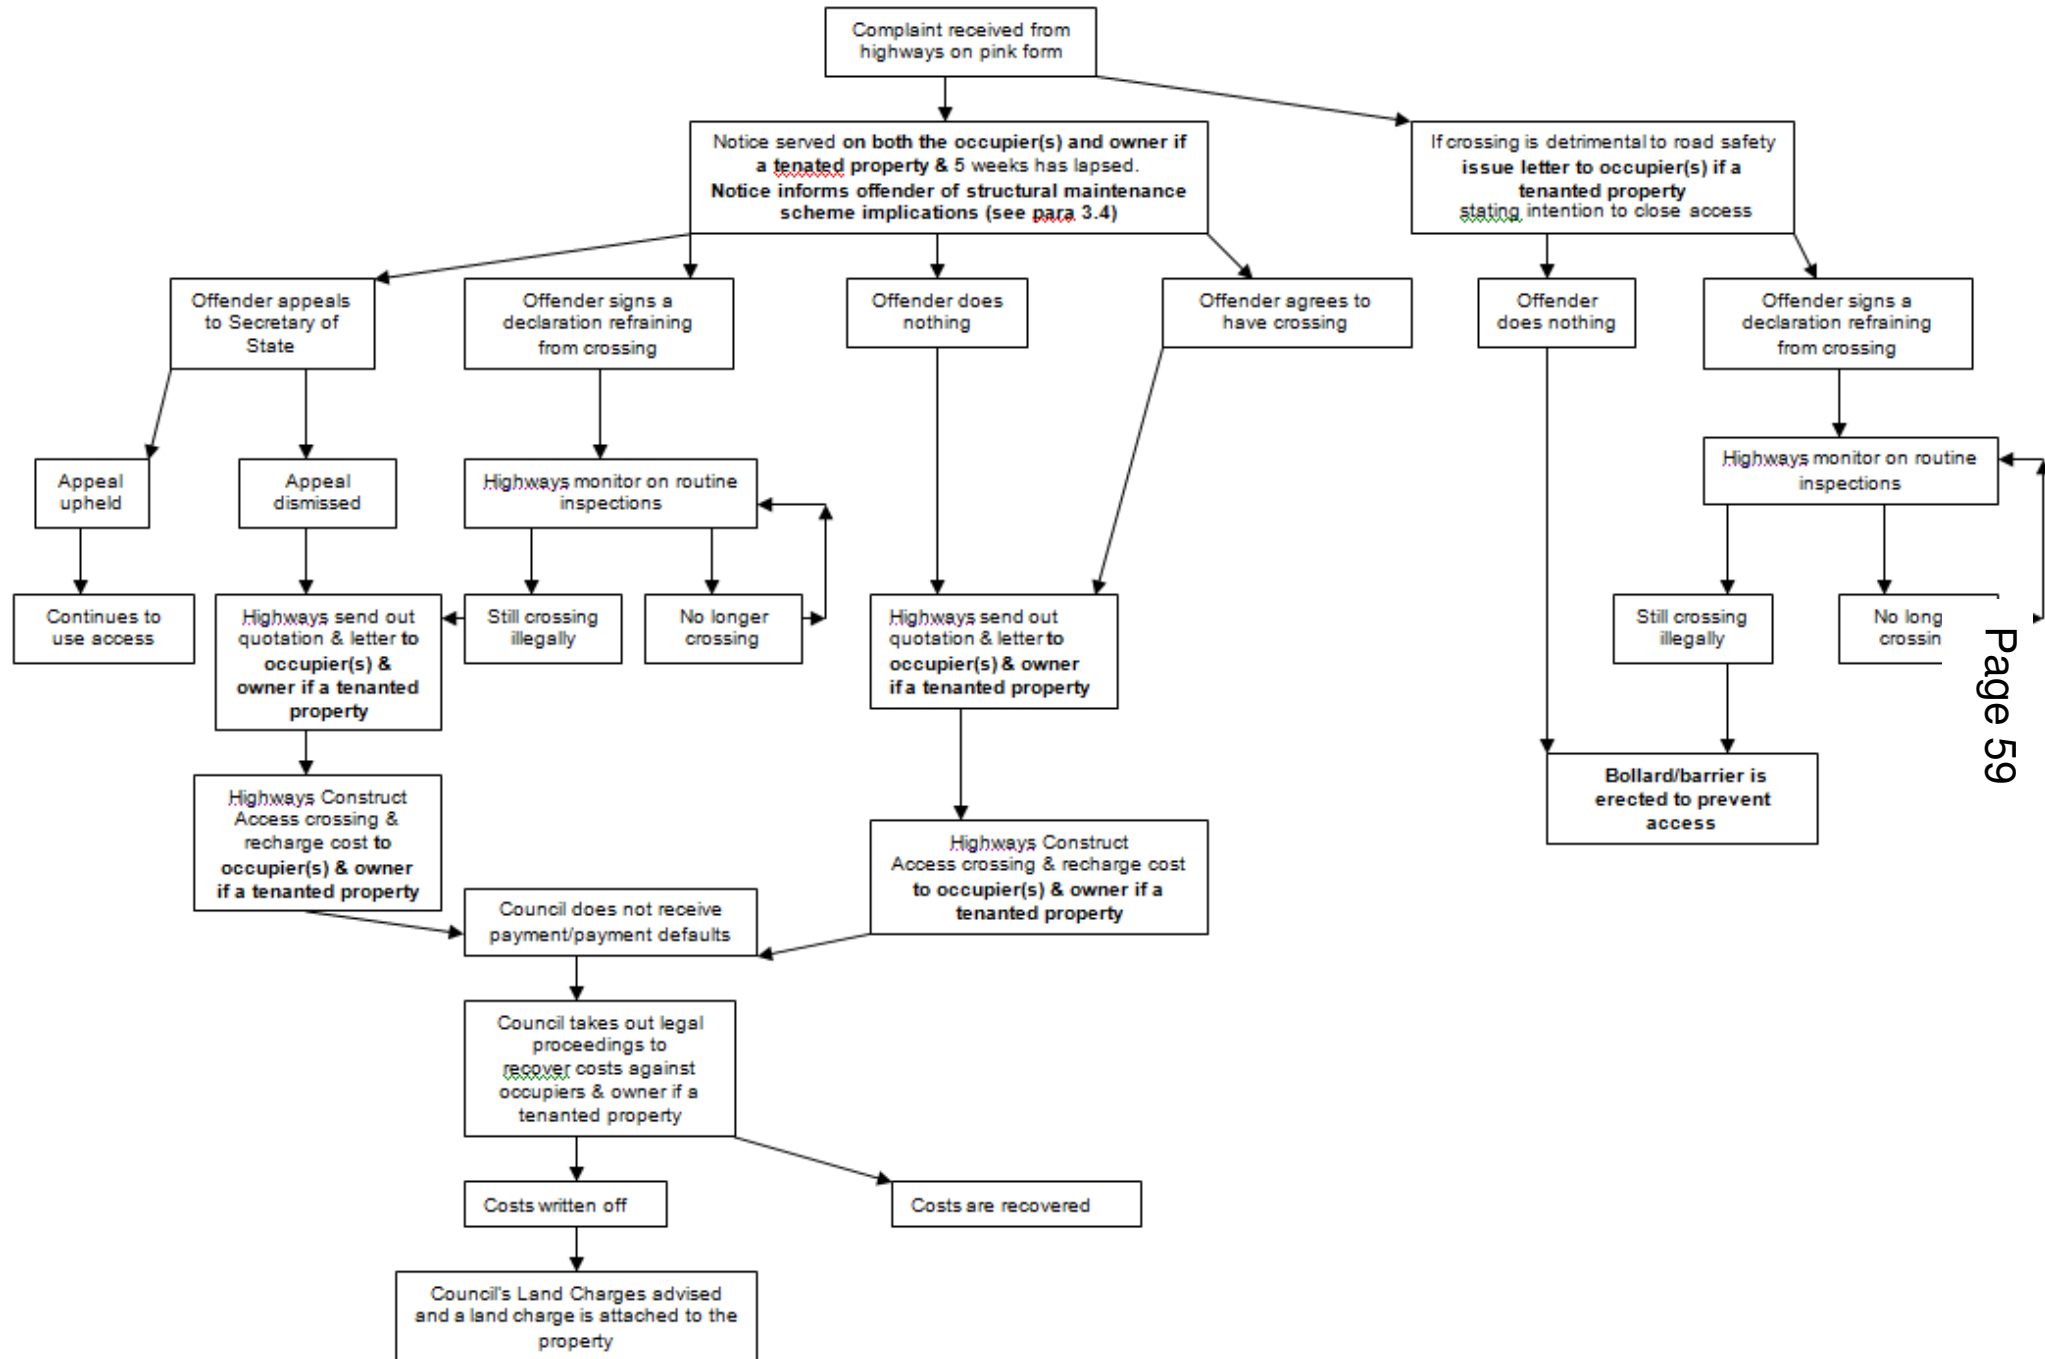 Complaint received from
highways on pink form
Notice served on both the occupier(s) and owner if
a tenated property & 5 weeks has lapsed.
Notice informs offender of structural maintenance
scheme implications (see para 3.4)
If crossing is detrimental to road safety
issue letter to occupier(s) if a
tenanted property
stating intention to close access
Offender appeals
to Secretary of
State
Offender signs a
declaration refraining
from crossing
Offender does
nothing
Offender agrees to
have crossing
Offender
does nothing
Offender signs a
declaration refraining
from crossing
Appeal
upheld
Appeal
dismissed
Highways monitor on routine
inspections
Highways monitor on routine
inspections
Continues to
use access
Highways send out
quotation & letter to
occupier(s) &
owner if a tenanted
property
Still crossing
illegally
No longer
crossing
Highways send out
quotation & letter to
occupier(s) & owner
if a tenanted property
Still crossing
illegally
No long
crossin
Page 59
Highways Construct
Access crossing &
recharge cost to
occupier(s) & owner
if a tenanted property
Bollard/barrier is
erected to prevent
access
Highways Construct
Access crossing & recharge cost
to occupier(s) & owner if a
tenanted property
Council does not receive
payment/payment defaults
Council takes out legal
proceedings to
recover costs against
occupiers & owner if a
tenanted property
Costs written off
Costs are recovered
Council's Land Charges advised
and a land charge is attached to the
property